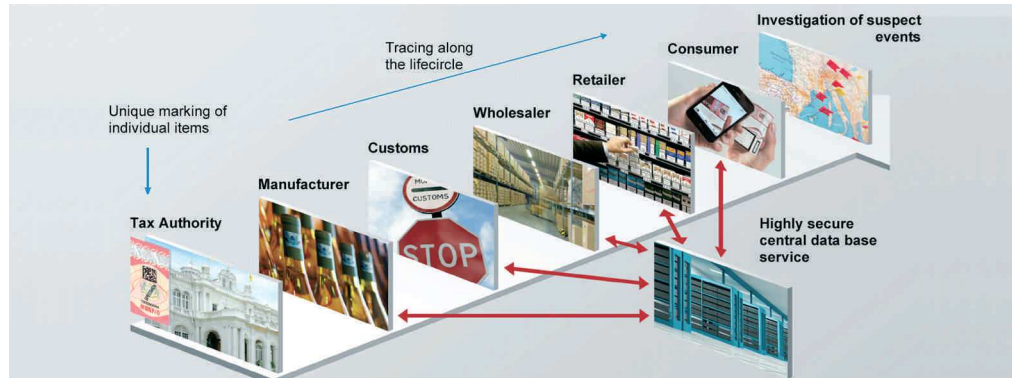 Investigation of suspect
events
Consumer
Tracing along
the lifecircle
Retailer
Unique marking of
individual items
Wholesaler
Customs
CUSTOMS
STOP
Manufacturer
Tax Authority
Highly secure
central data base
service